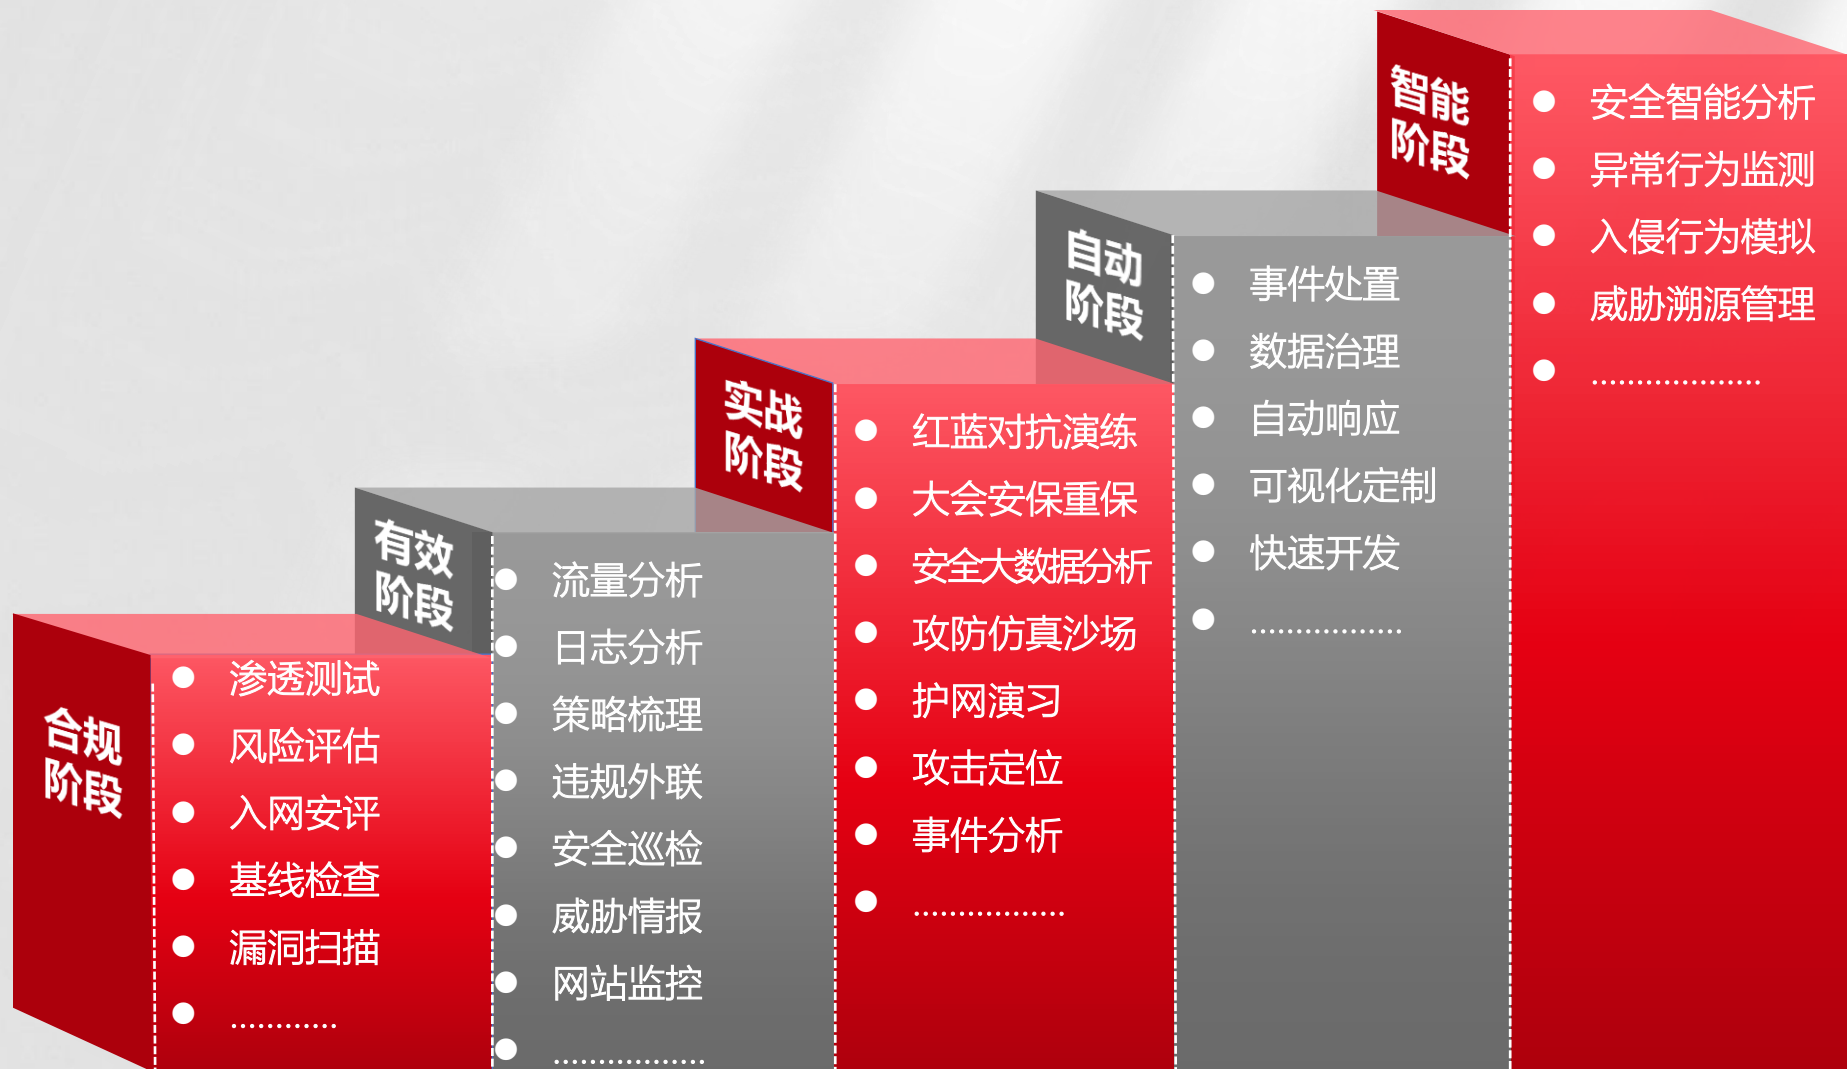 合规
阶段
渗透测试
风险评估
入网安评
基线检查
漏洞扫描
............
有效
阶段
流量分析
日志分析
策略梳理
违规外联
安全巡检
威胁情报
网站监控
.................
实战
阶段
红蓝对抗演练
大会安保重保
安全大数据分析
攻防仿真沙场
护网演习
攻击定位
事件分析
.................
自动
阶段
事件处置
数据治理
自动响应
可视化定制
快速开发
.................
智能
阶段
安全智能分析
异常行为监测
入侵行为模拟
威胁溯源管理
...................